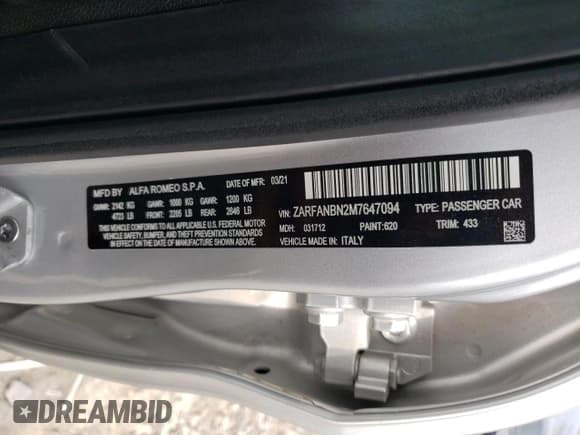 MFD BY ALFA ROMEO S.P.A. DATE OF MFR: 03/21
GVWR: 2142 KG GAWR: 1000 KG GAWR: 1200 KG
4723 LB FRONT: 2205 LB REAR: 2646 LB
THIS VEHICLE CONFORMS TO ALL APPLICABLE U.S. FEDERAL MOTOR
VEHICLE SAFETY, BUMPER, AND THEFT PREVENTION STANDARDS
IN EFFECT ON THE DATE OF MANUFACTURE SHOWN ABOVE.
VIN: ZARFANBN2M7647094 TYPE: PASSENGER CAR
MDH: 031712 PAINT:620 TRIM: 433
VEHICLE MADE IN: ITALY
DREAMBID